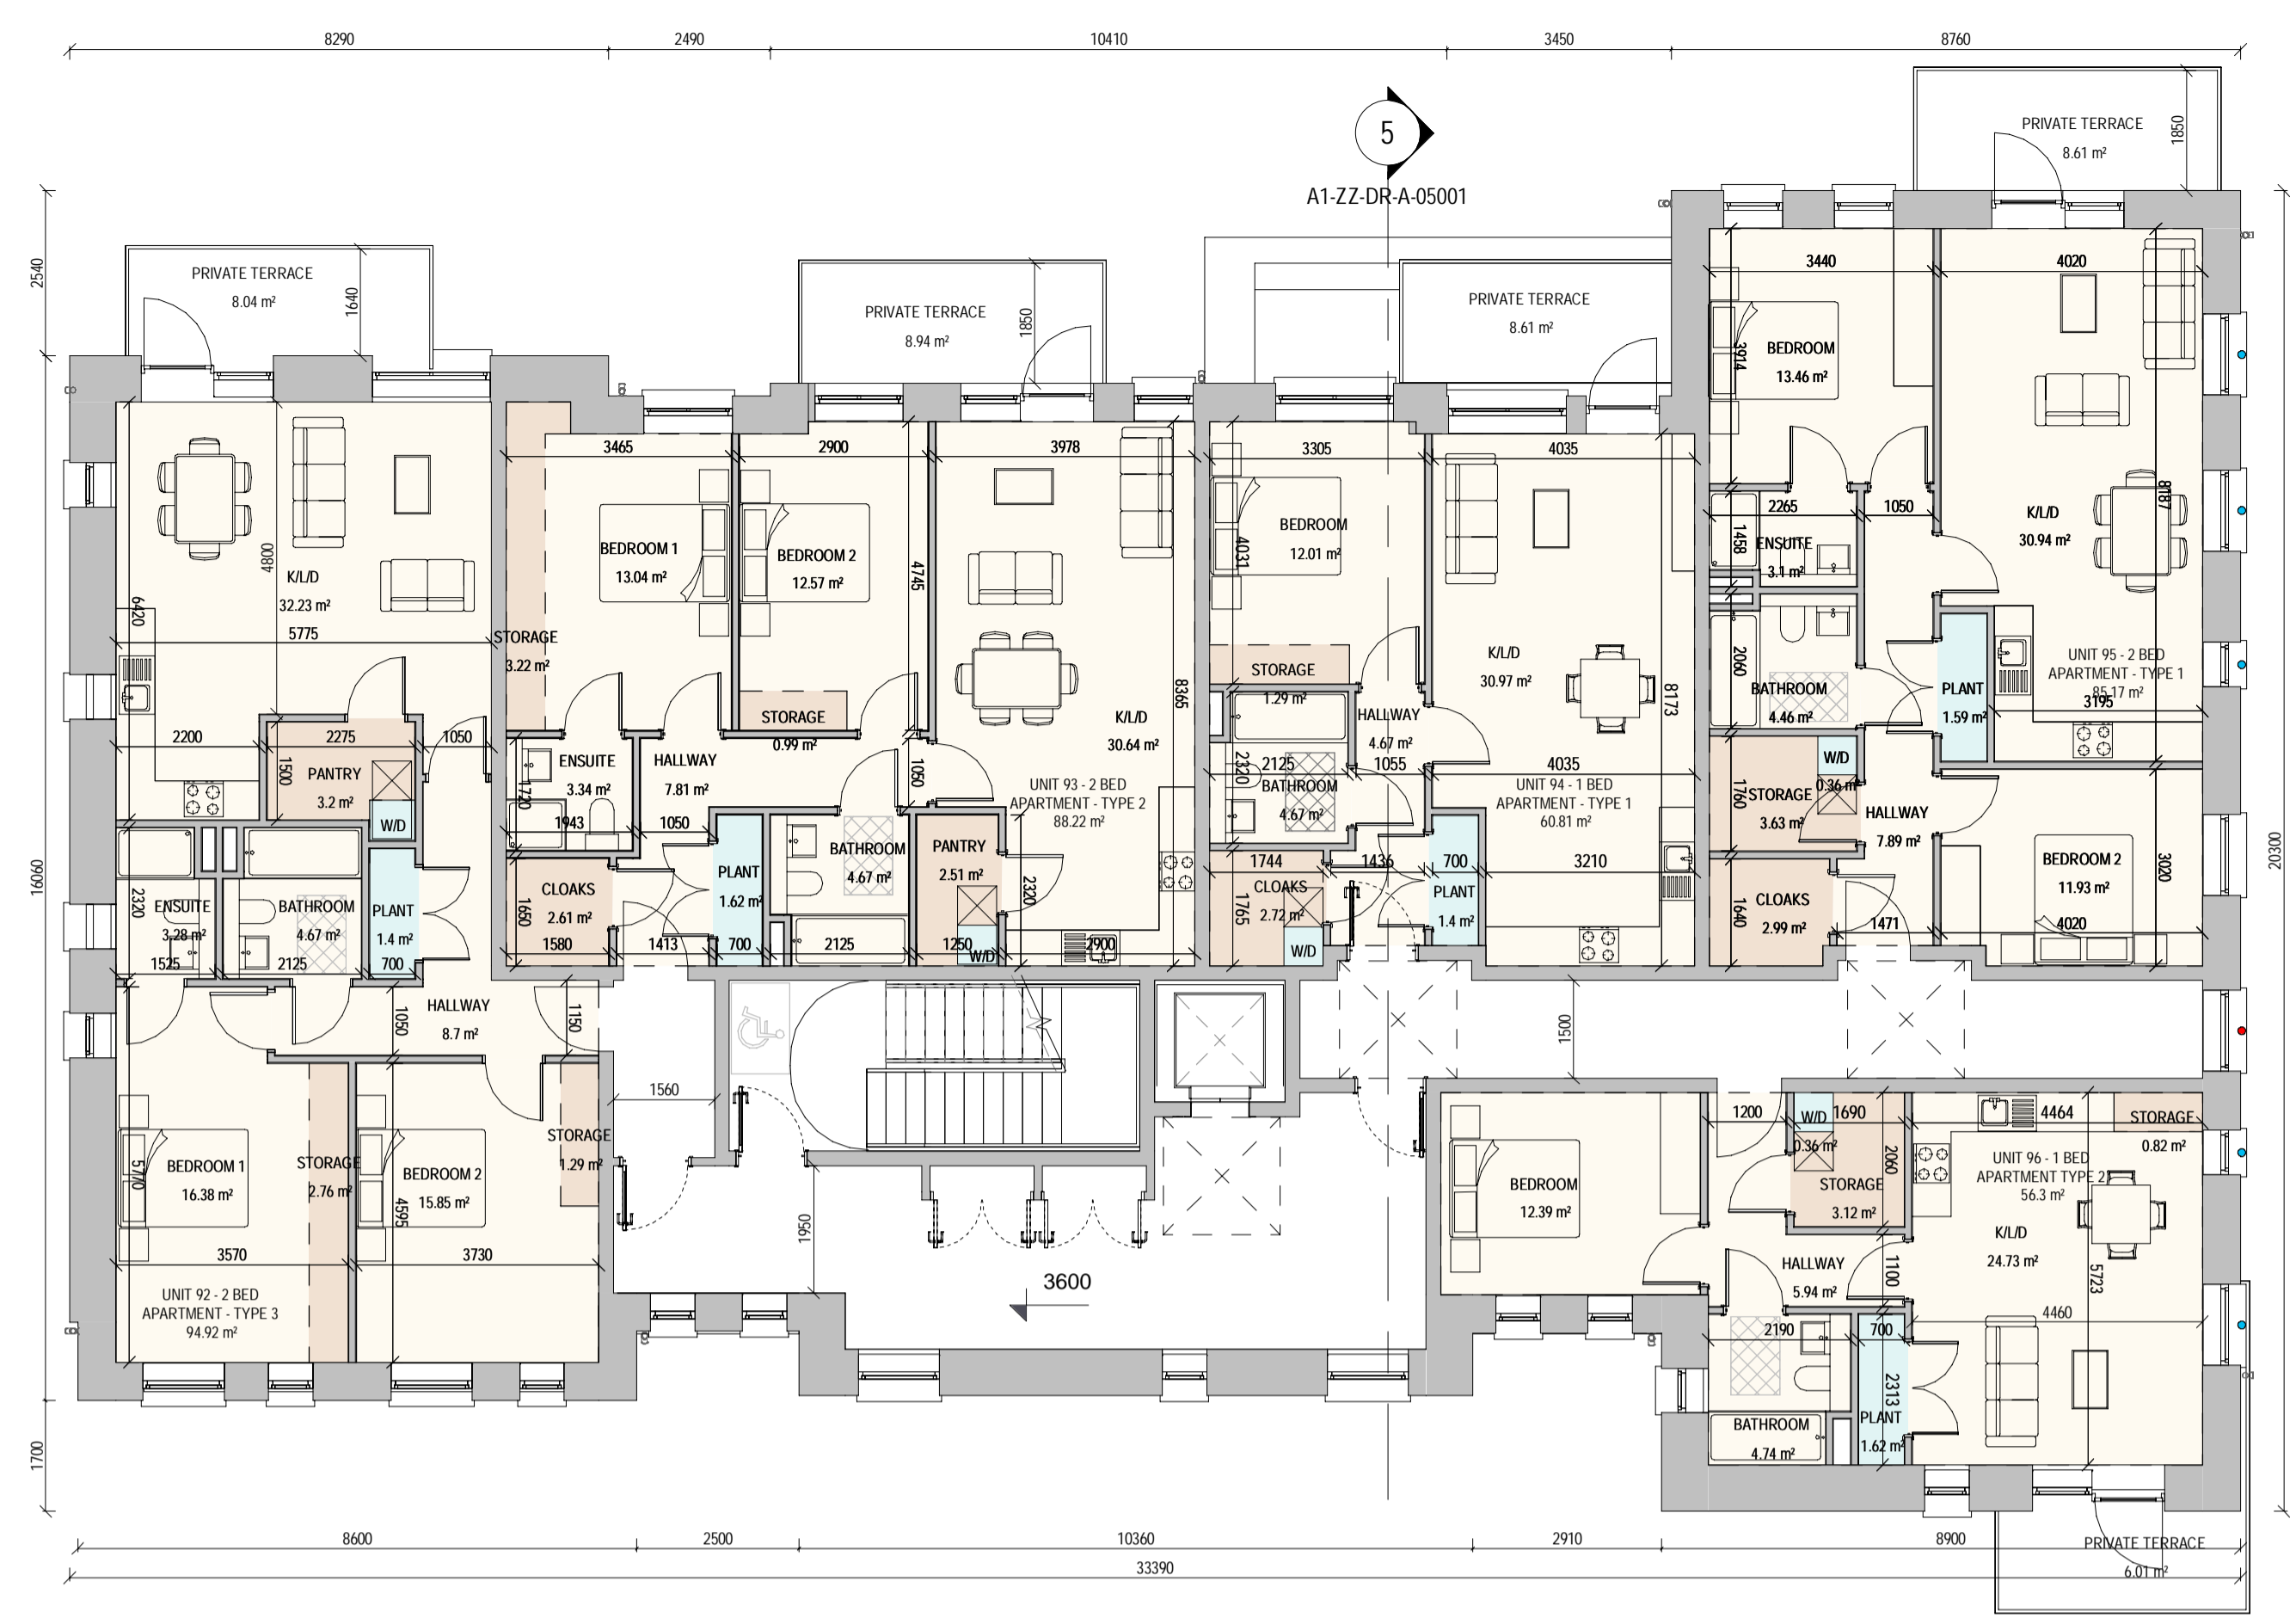 8290
2490
10410
3450
8760
5
A1-ZZ-DR-A-05001
PRIVATE TERRACE
8.61 m²
1850
2540
16060
1700
20300
PRIVATE TERRACE
8.04 m²
1640
PRIVATE TERRACE
8.94 m²
1850
PRIVATE TERRACE
8.61 m²
K/L/D
32.23 m²
5775
4800
6420
2200
2275
1050
1500
PANTRY
3.2 m²
W/D
ENSUITE
3.28 m²
2320
1525
BATHROOM
4.67 m²
2125
PLANT
1.4 m²
700
HALLWAY
8.7 m²
1050
1150
BEDROOM 1
16.38 m²
5770
3570
STORAGE
2.76 m²
BEDROOM 2
15.85 m²
4595
3730
STORAGE
1.29 m²
UNIT 92 - 2 BED
APARTMENT - TYPE 3
94.92 m²
3465
2900
3978
STORAGE
3.22 m²
BEDROOM 1
13.04 m²
BEDROOM 2
12.57 m²
4745
STORAGE
0.99 m²
K/L/D
30.64 m²
8365
ENSUITE
3.34 m²
1720
1943
HALLWAY
7.81 m²
1050
1050
UNIT 93 - 2 BED
APARTMENT - TYPE 2
88.22 m²
CLOAKS
2.61 m²
1650
1580
1413
PLANT
1.62 m²
700
BATHROOM
4.67 m²
2125
PANTRY
2.51 m²
1250
W/D
2320
2900
3305
4035
BEDROOM
12.01 m²
4031
STORAGE
1.29 m²
K/L/D
30.97 m²
8173
HALLWAY
4.67 m²
2125
1055
4035
2320
BATHROOM
4.67 m²
UNIT 94 - 1 BED
APARTMENT - TYPE 1
60.81 m²
1744
1436
700
3210
CLOAKS
2.72 m²
1765
W/D
PLANT
1.4 m²
3440
4020
BEDROOM
13.46 m²
3914
2265
1050
ENSUITE
3.1 m²
1458
K/L/D
30.94 m²
8187
BATHROOM
4.46 m²
2060
PLANT
1.59 m²
UNIT 95 - 2 BED
APARTMENT - TYPE 1
85.17 m²
3195
W/D
0.36 m²
STORAGE
3.63 m²
1760
HALLWAY
7.89 m²
BEDROOM 2
11.93 m²
3020
CLOAKS
2.99 m²
1640
1471
4020
1500
1560
1950
3600
1200
W/D
1690
0.36 m²
4464
STORAGE
0.82 m²
BEDROOM
12.39 m²
2060
STORAGE
3.12 m²
UNIT 96 - 1 BED
APARTMENT TYPE 2
56.3 m²
K/L/D
24.73 m²
HALLWAY
5.94 m²
1100
5723
4460
2190
700
2313
BATHROOM
4.74 m²
PLANT
1.62 m²
PRIVATE TERRACE
6.01 m²
8600
2500
10360
2910
8900
33390